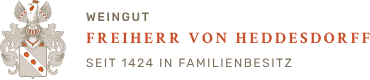 WEINGUT
FREIHERR VON HEDDESDORFF
SEIT 1424 IN FAMILIENBESITZ